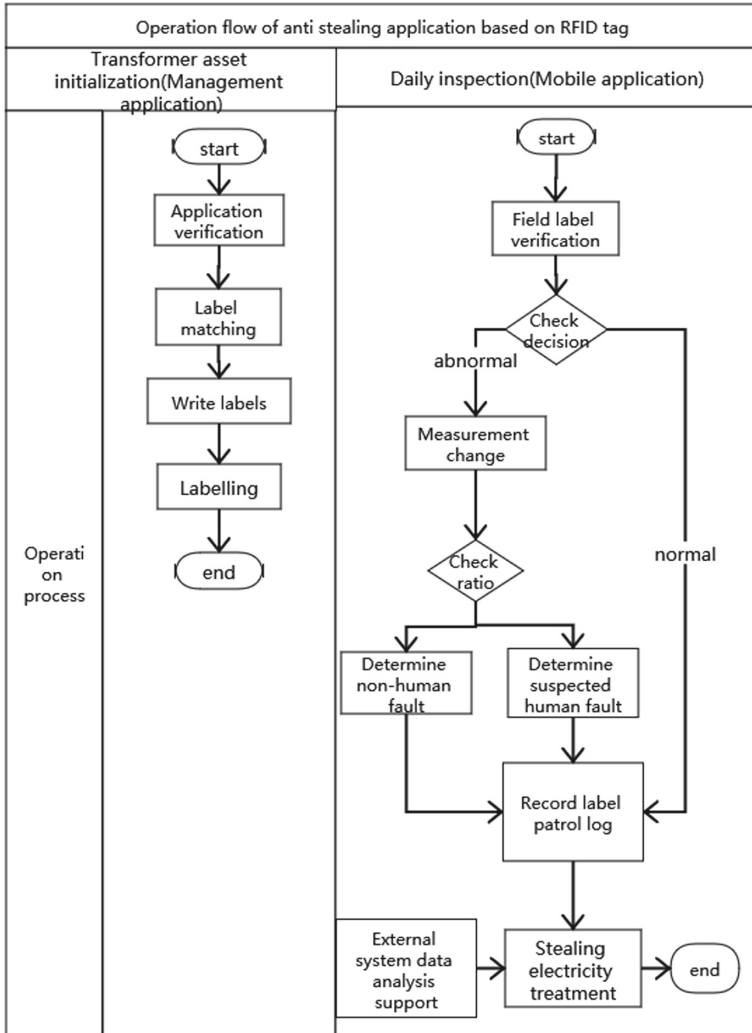 Operation flow of anti stealing application based on RFID tag
Transformer asset
initialization(Management
application)
Daily inspection(Mobile application)
Operati
on
process
start
Application
verification
Label
matching
Write labels
Labelling
end
start
Field label
verification
Check
decision
abnormal
normal
Measurement
change
Check
ratio
Determine
non-human
fault
Determine
suspected
human fault
Record label
patrol log
External
system data
analysis
support
Stealing
electricity
treatment
end